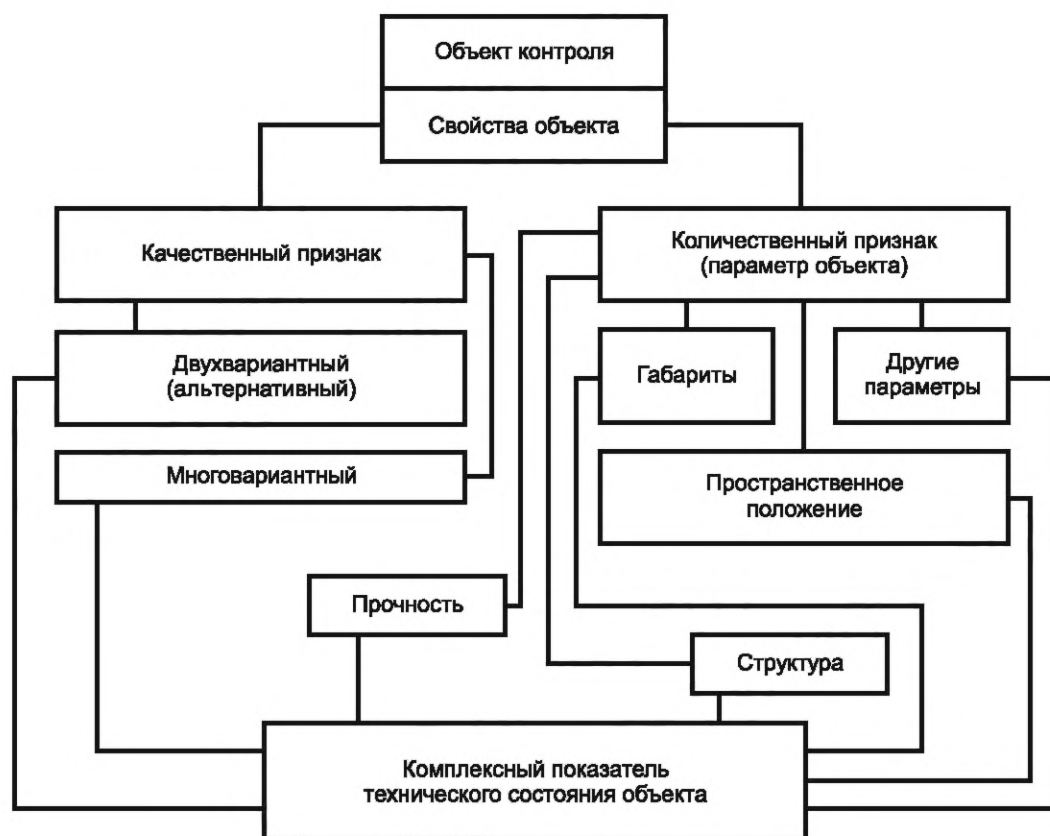 Объект контроля
Свойства объекта
Качественный признак
Количественный признак
(параметр объекта)
Двухвариантный
(альтернативный)
Габариты
Другие
параметры
Многовариантный
Пространственное
положение
Прочность
Структура
Комплексный показатель
технического состояния объекта